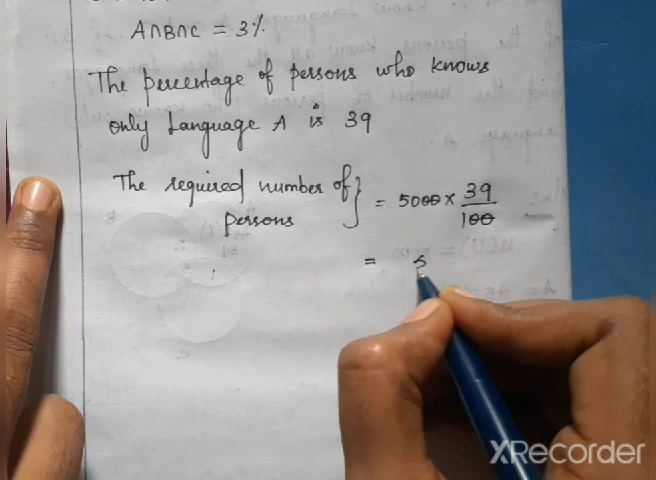 A∩B∩C = 3%
The percentage of persons who knows
only Language A is 39
The required number of } = 5000 × 39/100
persons
= 5
XRecorder